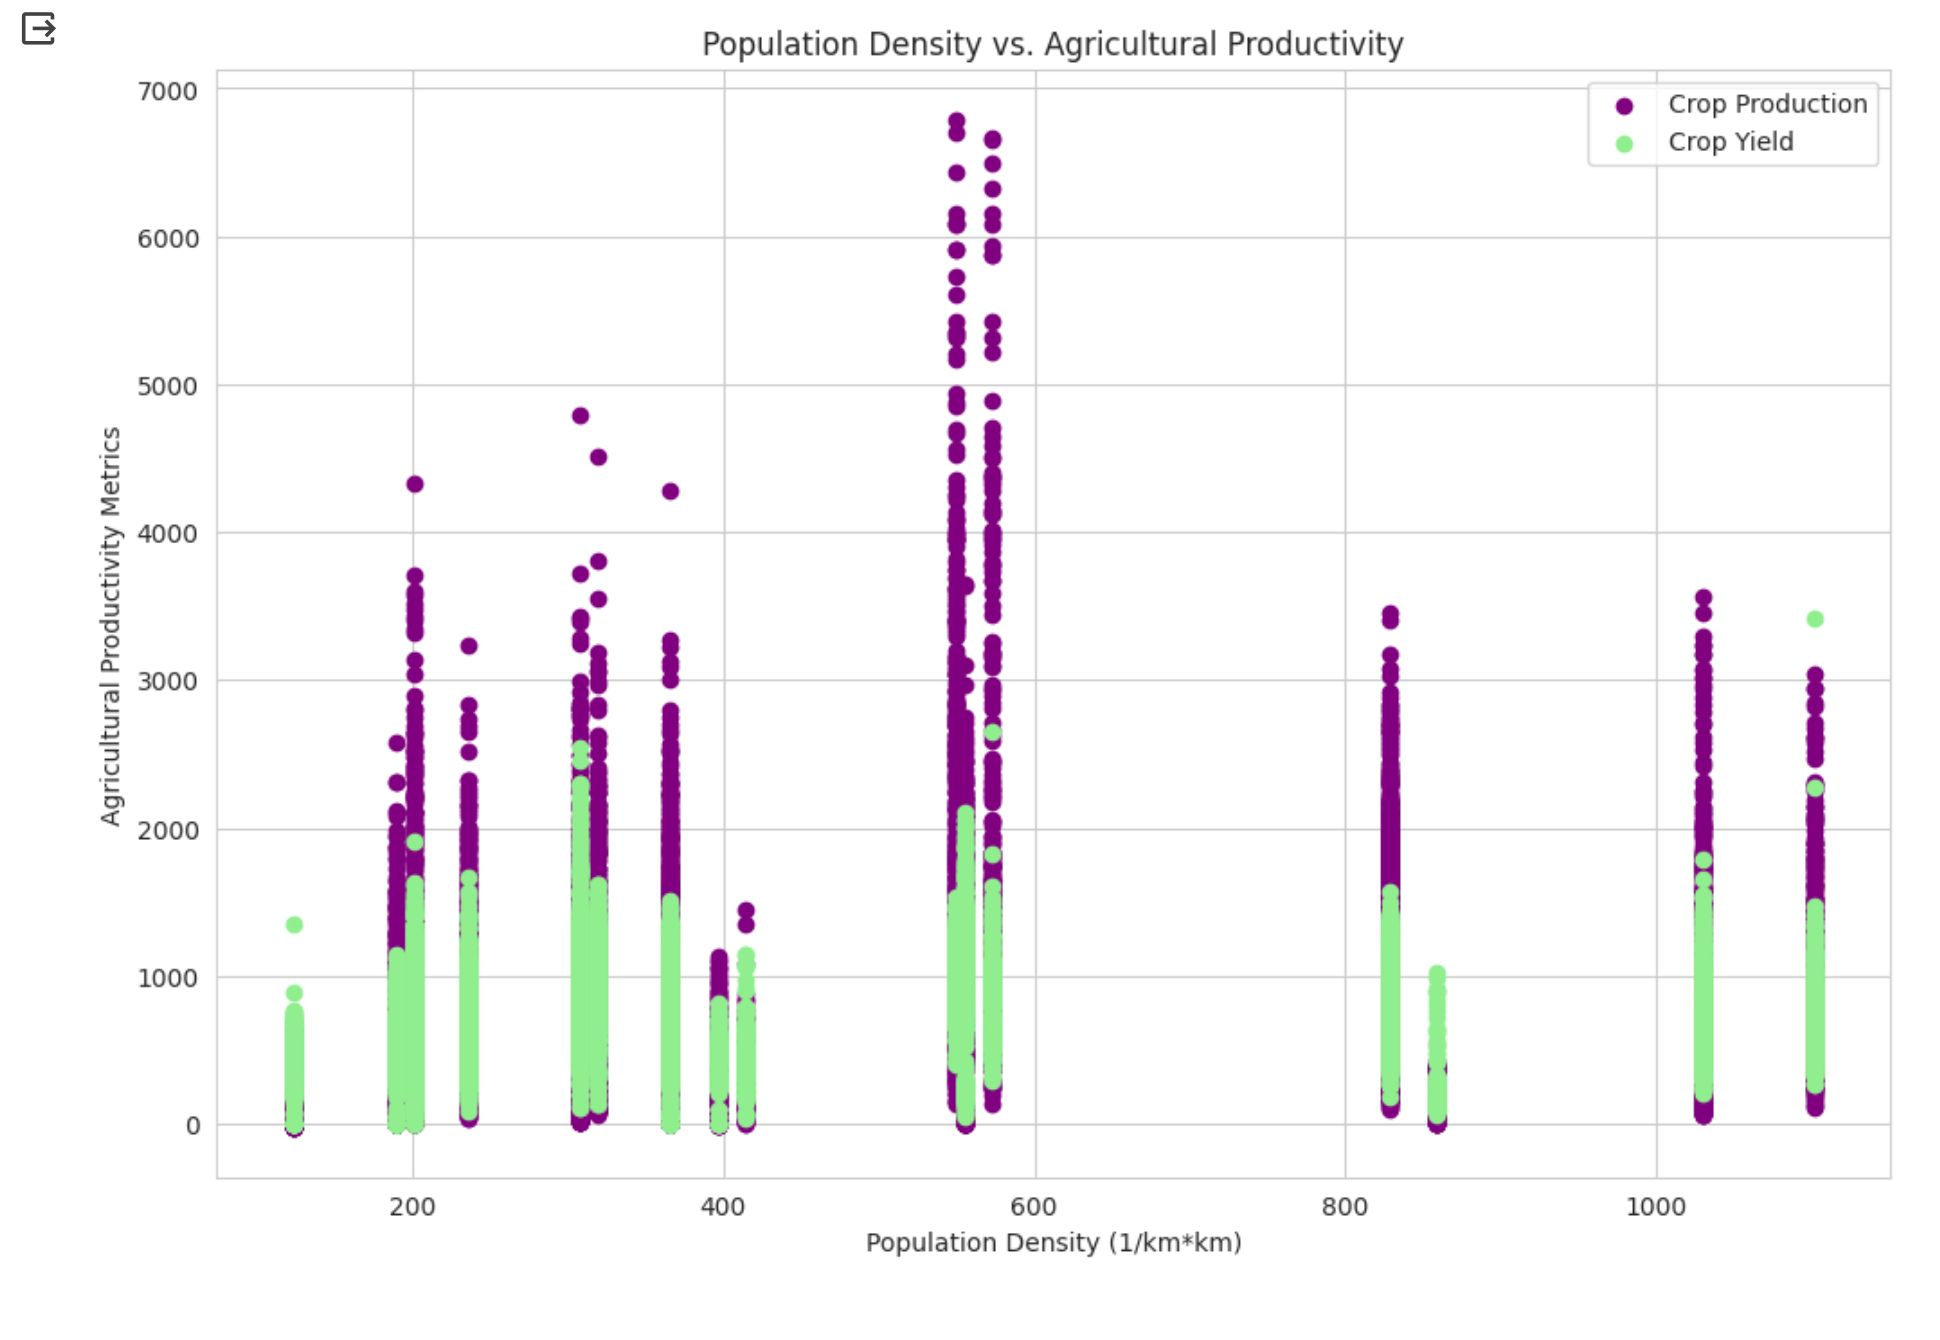 Population Density vs. Agricultural Productivity
Crop Production
Crop Yield
Agricultural Productivity Metrics
7000
6000
5000
4000
3000
2000
1000
0
200
400
600
800
1000
Population Density (1/km*km)